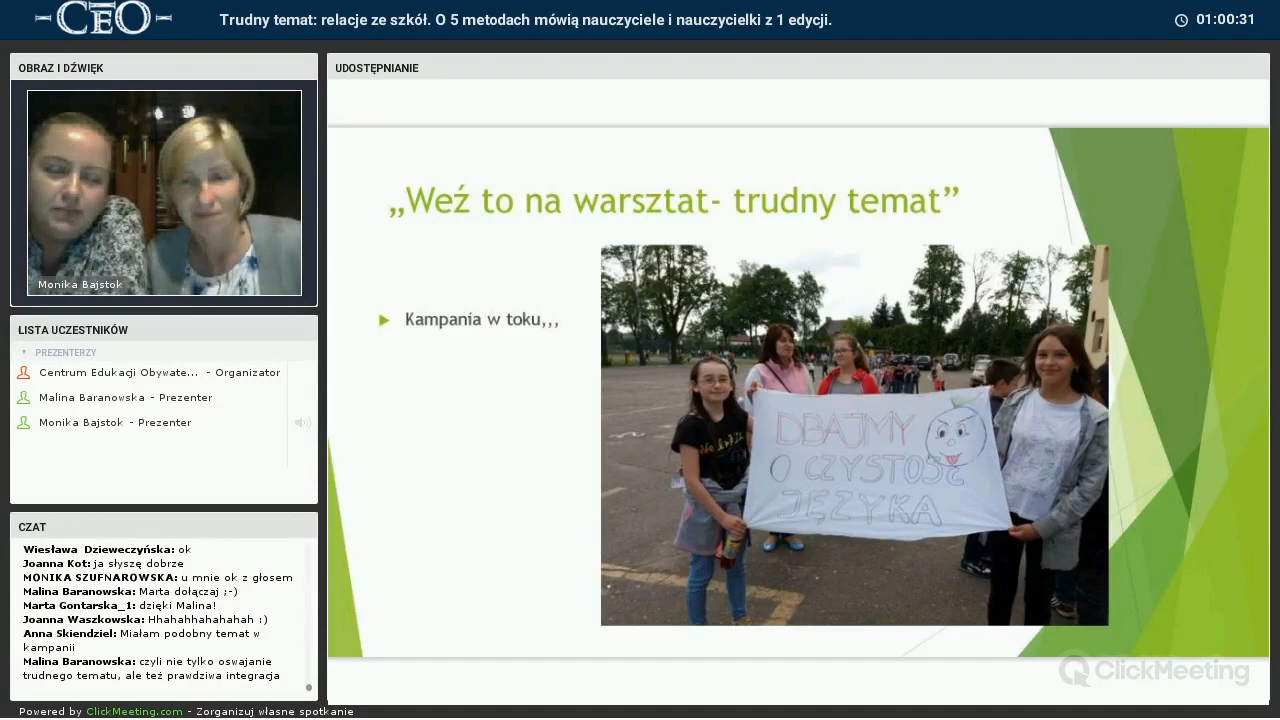 CEO
Trudny temat: relacje ze szkół. O 5 metodach mówią nauczyciele i nauczycielki z 1 edycji.
01:00:31
OBRAZ I DŹWIĘK
Monika Bajstok
LISTA UCZESTNIKÓW
PREZENTERZY
Centrum Edukacji Obywate... - Organizator
Malina Baranowska - Prezenter
Monika Bajstok - Prezenter
CZAT
Wiesława Dzieweczyńska: ok
Joanna Kot: ja słyszę dobrze
MONIKA SZUFNAROWSKA: u mnie ok z głosem
Malina Baranowska: Marta dołączaj ;-)
Marta Gontarska_1: dzięki Malina!
Joanna Waszkowska: Hhahahhahahahah :)
Anna Skiendziel: Miałam podobny temat w
kampanii
Malina Baranowska: czyli nie tylko oswajanie
trudnego tematu, ale też prawdziwa integracja
Powered by ClickMeeting.com - Zorganizuj własne spotkanie
UDOSTĘPNIANIE
„Weź to na warsztat- trudny temat”
Kampania w toku,,,
DBAJMY
O CZYSTOŚĆ
JĘZYKA
ClickMeeting